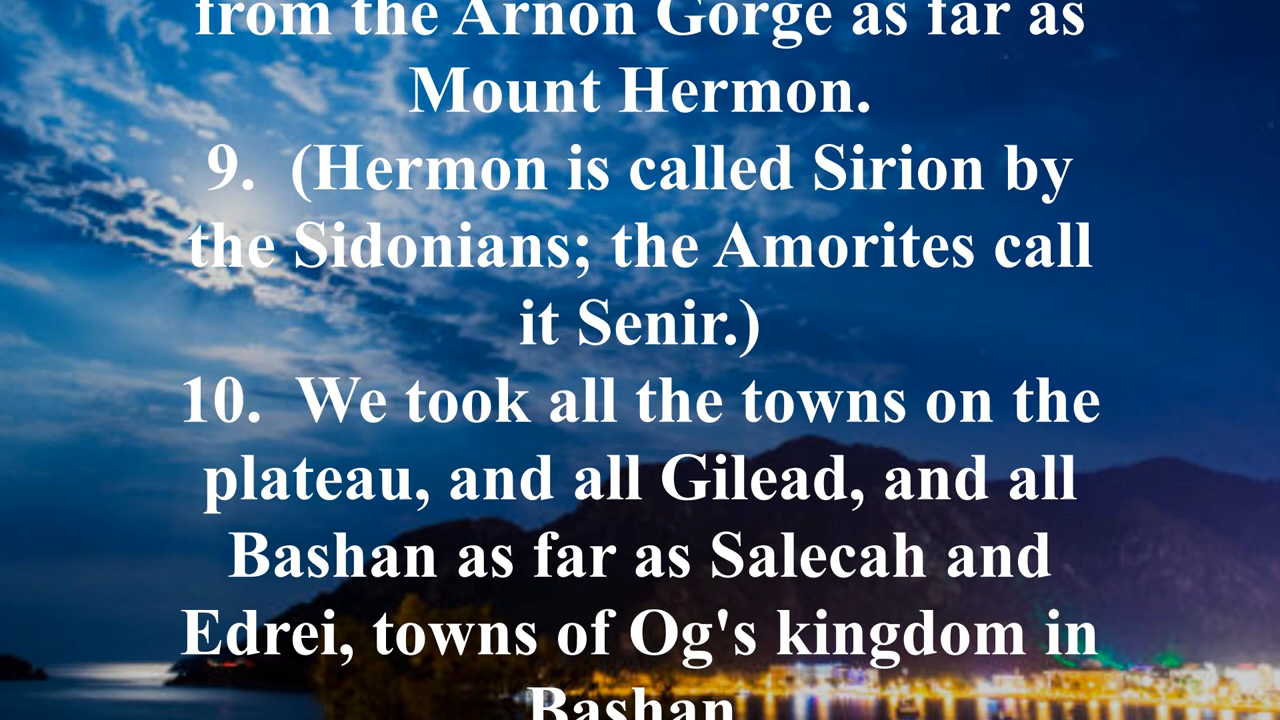 from the Arnon Gorge as far as
Mount Hermon.
9. (Hermon is called Sirion by
the Sidonians; the Amorites call
it Senir.)
10. We took all the towns on the
plateau, and all Gilead, and all
Bashan as far as Salecah and
Edrei, towns of Og's kingdom in
Bashan